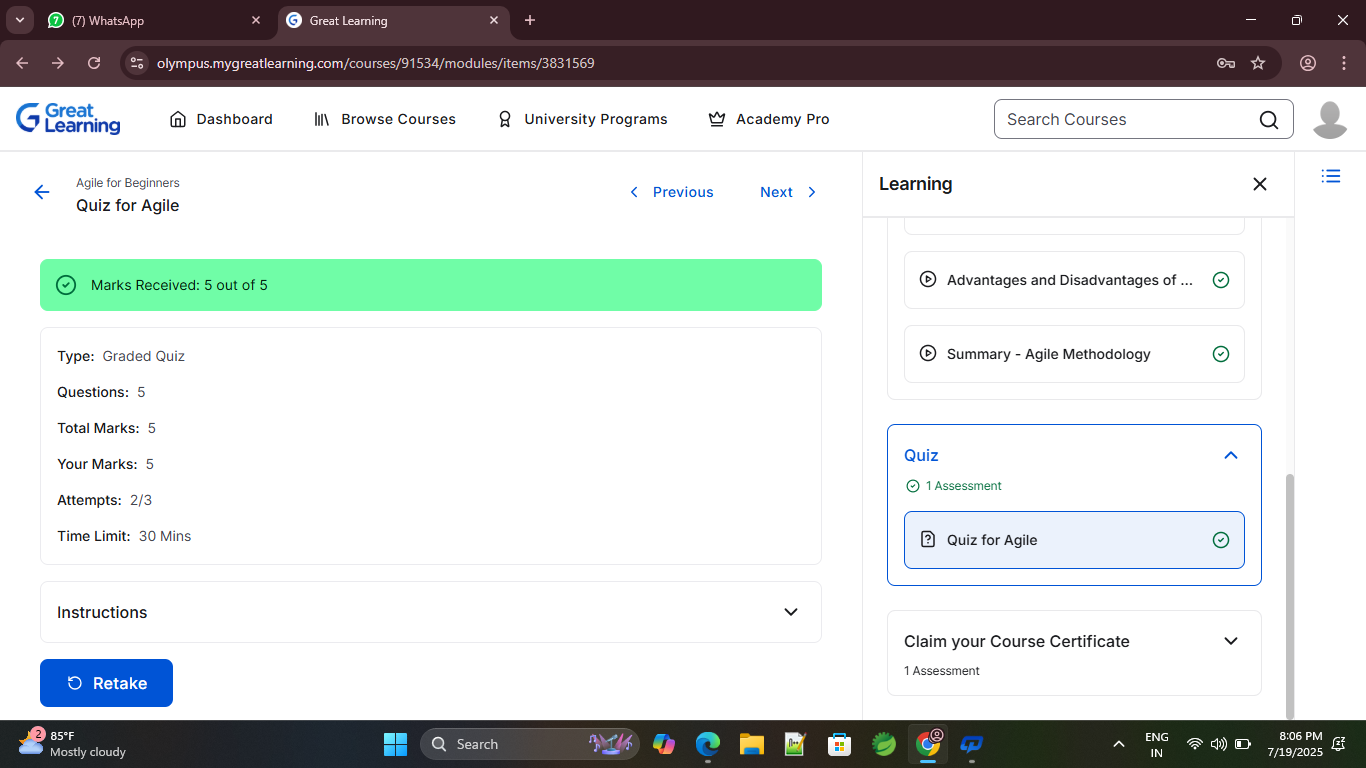 (7) WhatsApp
Great Learning
olympus.mygreatlearning.com/courses/91534/modules/items/3831569
Great Learning
Dashboard
Browse Courses
University Programs
Academy Pro
Search Courses
Agile for Beginners
Quiz for Agile
Previous
Next
Marks Received: 5 out of 5
Type: Graded Quiz
Questions: 5
Total Marks: 5
Your Marks: 5
Attempts: 2/3
Time Limit: 30 Mins
Instructions
Retake
Learning
Advantages and Disadvantages of ...
Summary - Agile Methodology
Quiz
1 Assessment
Quiz for Agile
Claim your Course Certificate
1 Assessment
2
85°F
Mostly cloudy
Search
ENG
IN
8:06 PM
7/19/2025